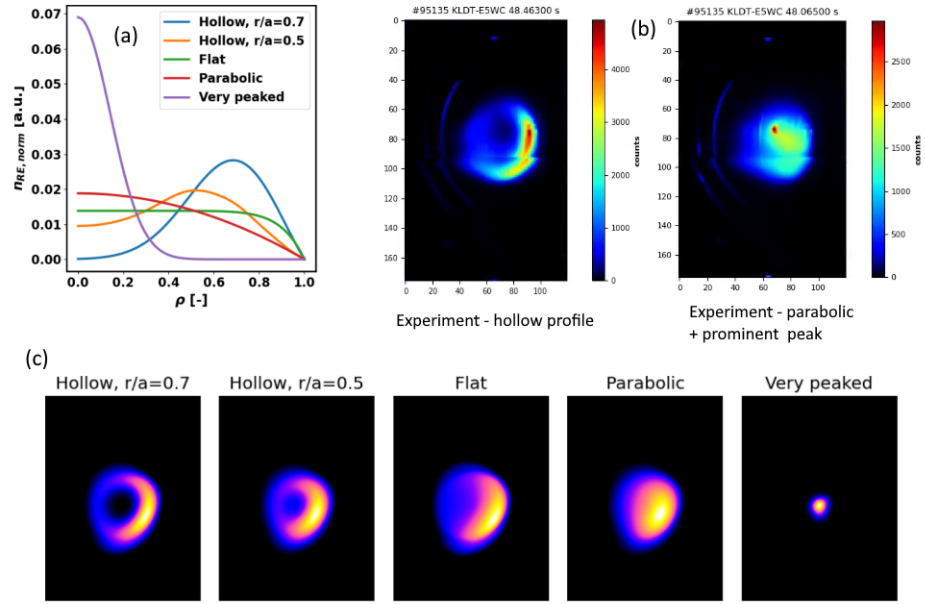 (a)
n_RE,norm [a.u.]
0.07
0.06
0.05
0.04
0.03
0.02
0.01
0.00
Hollow, r/a=0.7
Hollow, r/a=0.5
Flat
Parabolic
Very peaked
0.0 0.2 0.4 0.6 0.8 1.0
ρ [-]
#95135 KLDT-E5WC 48.46300 s
0
20
40
60
80
100
120
140
160
0 20 40 60 80 100
4000
3000
2000
1000
0
counts
Experiment - hollow profile
(b)
#95135 KLDT-E5WC 48.06500 s
0
20
40
60
80
100
120
140
160
0 20 40 60 80 100
2500
2000
1500
1000
500
0
counts
Experiment - parabolic
+ prominent peak
(c)
Hollow, r/a=0.7 Hollow, r/a=0.5 Flat Parabolic Very peaked